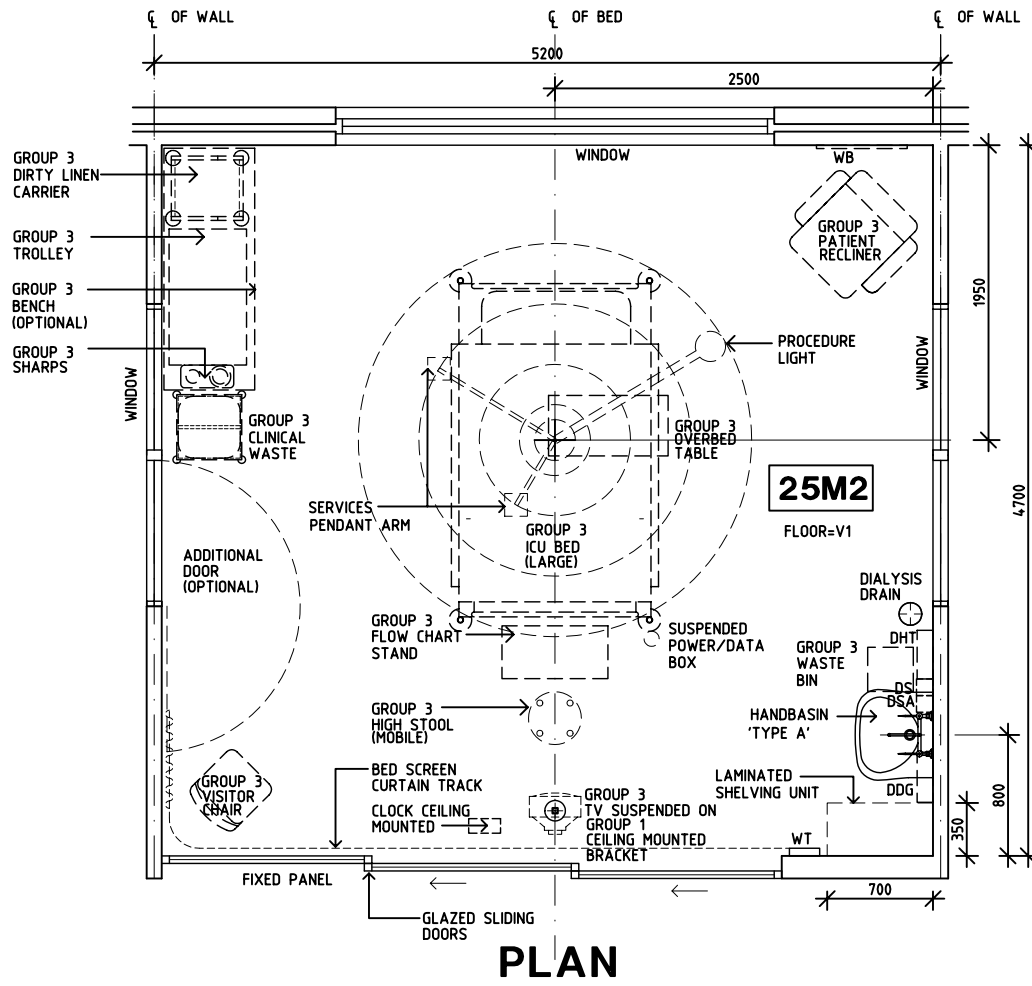 ℄ OF WALL
℄ OF BED
℄ OF WALL
5200
2500
WINDOW
WB
GROUP 3
DIRTY LINEN
CARRIER
GROUP 3
TROLLEY
GROUP 3
BENCH
(OPTIONAL)
GROUP 3
SHARPS
WINDOW
GROUP 3
CLINICAL
WASTE
GROUP 3
PATIENT
RECLINER
1950
PROCEDURE
LIGHT
WINDOW
GROUP 3
OVERBED
TABLE
25M2
FLOOR=V1
4700
SERVICES
PENDANT ARM
GROUP 3
ICU BED
(LARGE)
ADDITIONAL
DOOR
(OPTIONAL)
DIALYSIS
DRAIN
DHT
GROUP 3
FLOW CHART
STAND
SUSPENDED
POWER/DATA
BOX
GROUP 3
WASTE
BIN
DS
DSA
GROUP 3
HIGH STOOL
(MOBILE)
HANDBASIN
'TYPE A'
BED SCREEN
CURTAIN TRACK
GROUP 3
VISITOR
CHAIR
CLOCK CEILING
MOUNTED
GROUP 3
TV SUSPENDED ON
GROUP 1
CEILING MOUNTED
BRACKET
LAMINATED
SHELVING UNIT
DDG
WT
800
350
FIXED PANEL
700
GLAZED SLIDING
DOORS
PLAN